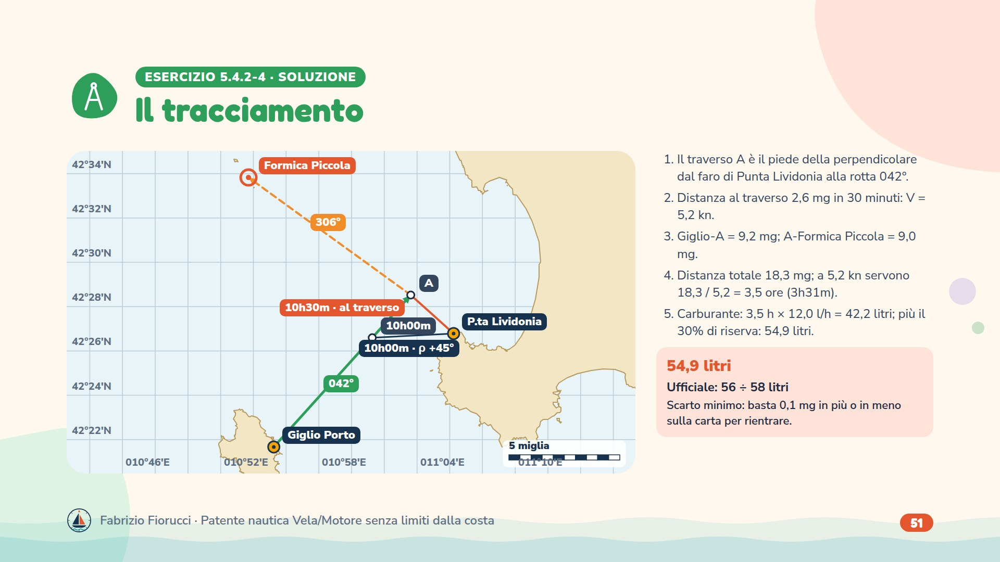 ESERCIZIO 5.4.2-4 · SOLUZIONE
Il tracciamento
42°34'N
42°32'N
42°30'N
42°28'N
42°26'N
42°24'N
42°22'N
010°46'E
010°52'E
010°58'E
011°04'E
011°10'E
Formica Piccola
306°
A
10h30m · al traverso
10h00m
P.ta Lividonia
10h00m · ρ +45°
042°
Giglio Porto
5 miglia
1. Il traverso A è il piede della perpendicolare
dal faro di Punta Lividonia alla rotta 042°.
2. Distanza al traverso 2,6 mg in 30 minuti: V =
5,2 kn.
3. Giglio-A = 9,2 mg; A-Formica Piccola = 9,0
mg.
4. Distanza totale 18,3 mg; a 5,2 kn servono
18,3 / 5,2 = 3,5 ore (3h31m).
5. Carburante: 3,5 h × 12,0 l/h = 42,2 litri; più il
30% di riserva: 54,9 litri.
54,9 litri
Ufficiale: 56 ÷ 58 litri
Scarto minimo: basta 0,1 mg in più o in meno
sulla carta per rientrare.
Fabrizio Fiorucci · Patente nautica Vela/Motore senza limiti dalla costa
51